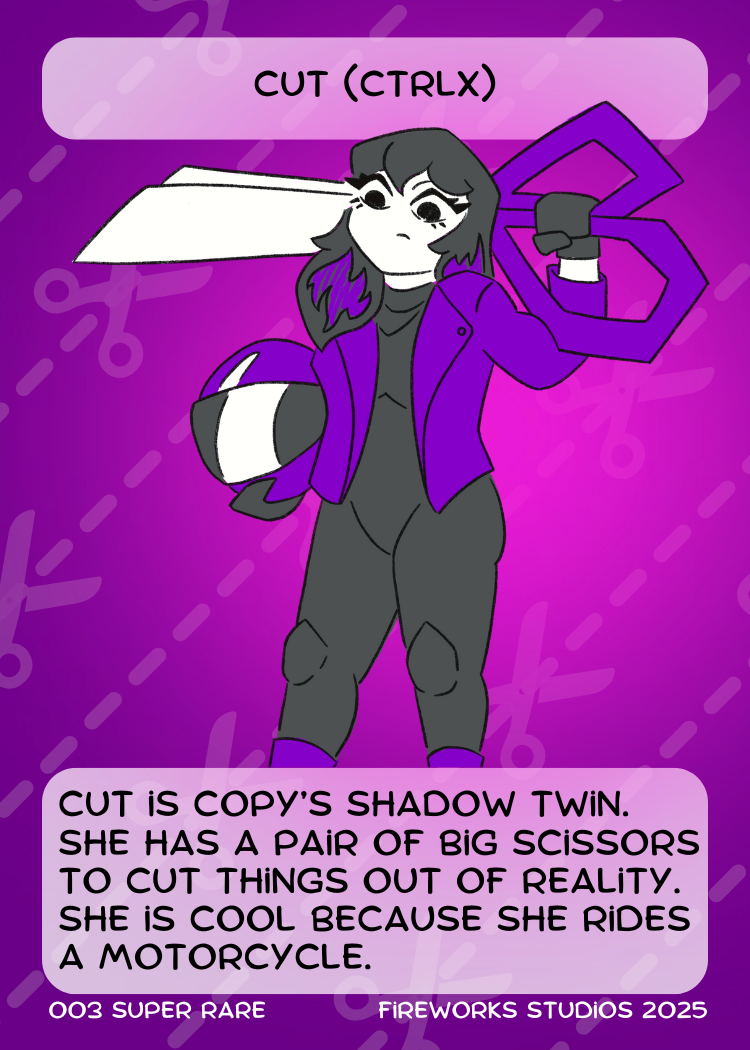 CUT (CTRLX)
CUT iS COPY'S SHADOW TWiN.
SHE HAS A PAiR OF BiG SCiSSORS
TO CUT THiNGS OUT OF REALiTY.
SHE iS COOL BECAUSE SHE RiDES
A MOTORCYCLE.
003 SUPER RARE
FiREWORKS STUDiOS 2025